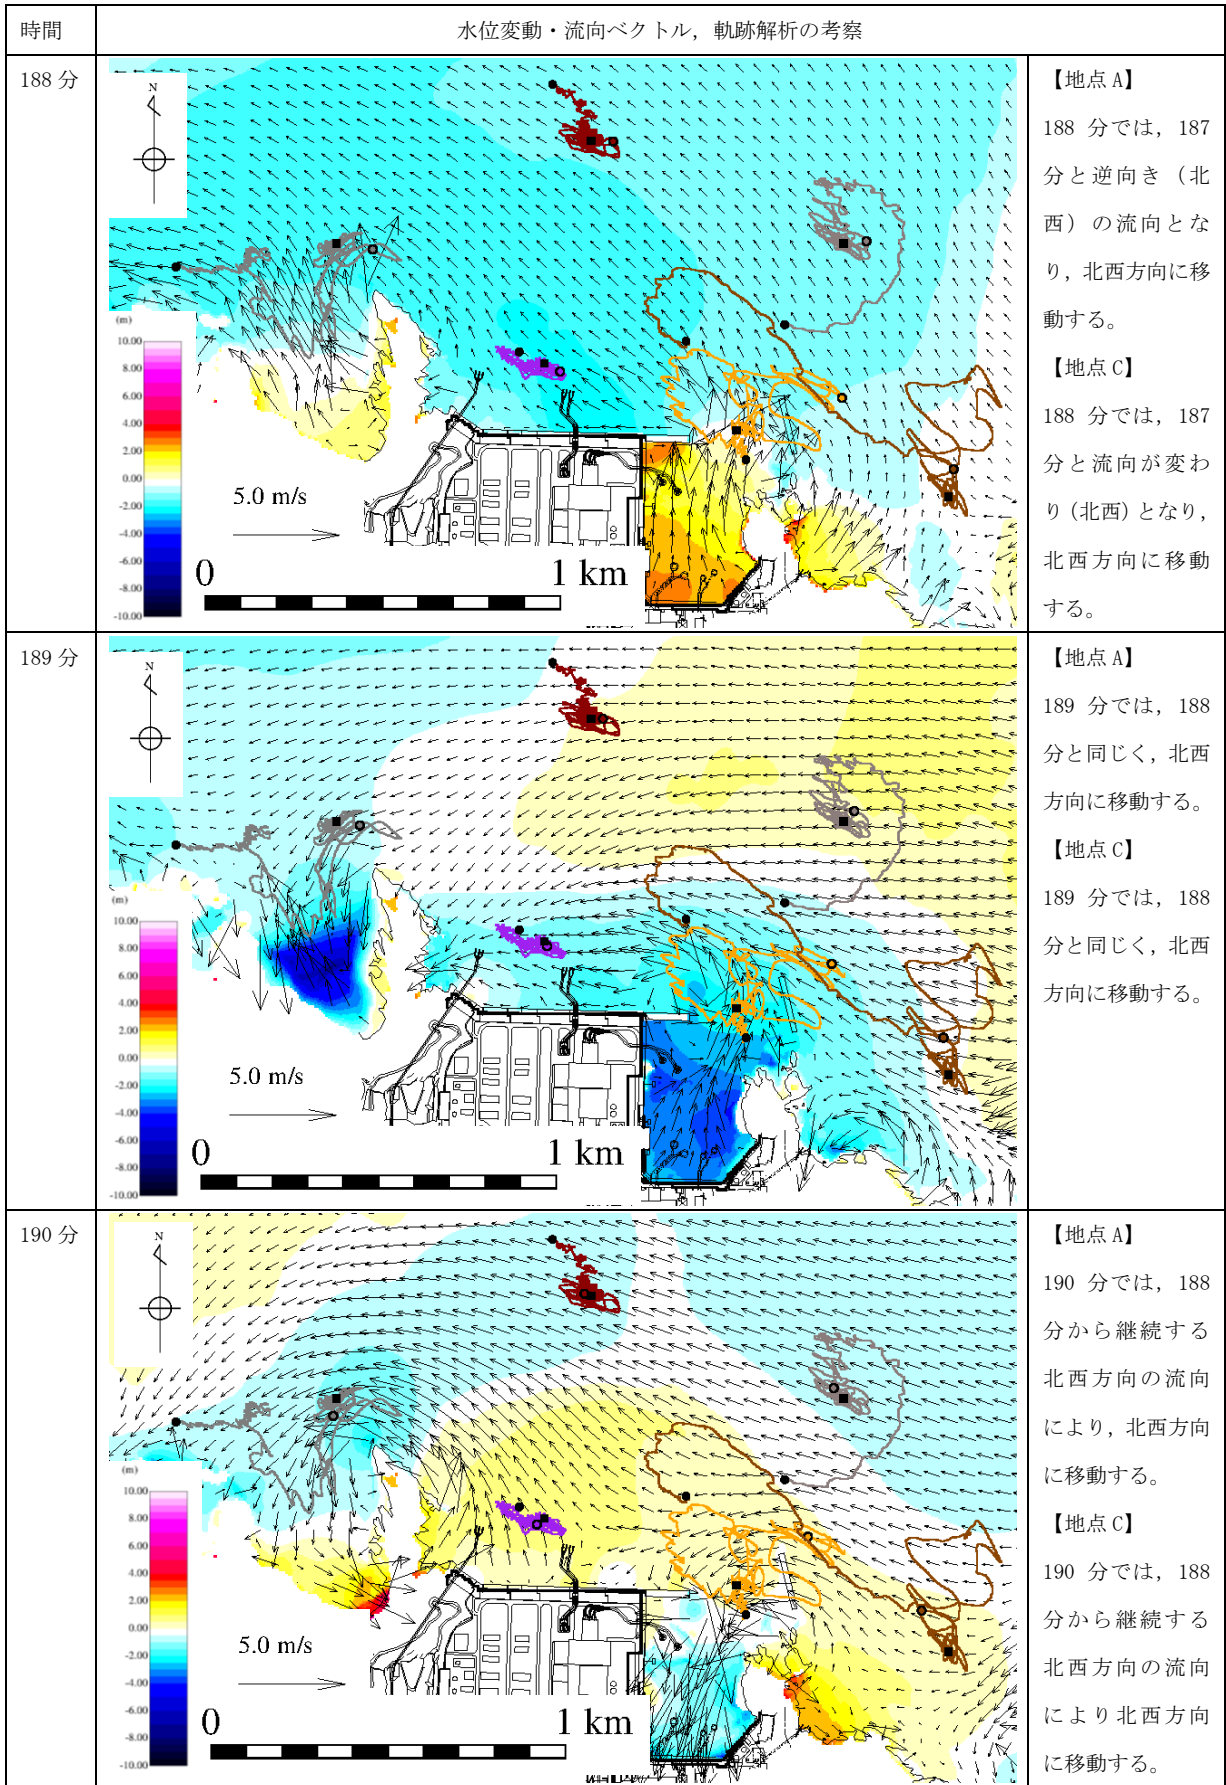 時間
水位変動・流向ベクトル，軌跡解析の考察
188 分
N
(m)
10.00
8.00
6.00
4.00
2.00
0.00
-2.00
-4.00
-6.00
-8.00
-10.00
5.0 m/s
0
1 km
【地点 A】
188 分では，187
分と逆向き（北
西）の流向とな
り，北西方向に移
動する。
【地点 C】
188 分では，187
分と流向が変わ
り（北西）となり，
北西方向に移動
する。
189 分
N
(m)
10.00
8.00
6.00
4.00
2.00
0.00
-2.00
-4.00
-6.00
-8.00
-10.00
5.0 m/s
0
1 km
【地点 A】
189 分では，188
分と同じく，北西
方向に移動する。
【地点 C】
189 分では，188
分と同じく，北西
方向に移動する。
190 分
N
(m)
10.00
8.00
6.00
4.00
2.00
0.00
-2.00
-4.00
-6.00
-8.00
-10.00
5.0 m/s
0
1 km
【地点 A】
190 分では，188
分から継続する
北西方向の流向
により，北西方向
に移動する。
【地点 C】
190 分では，188
分から継続する
北西方向の流向
により北西方向
に移動する。